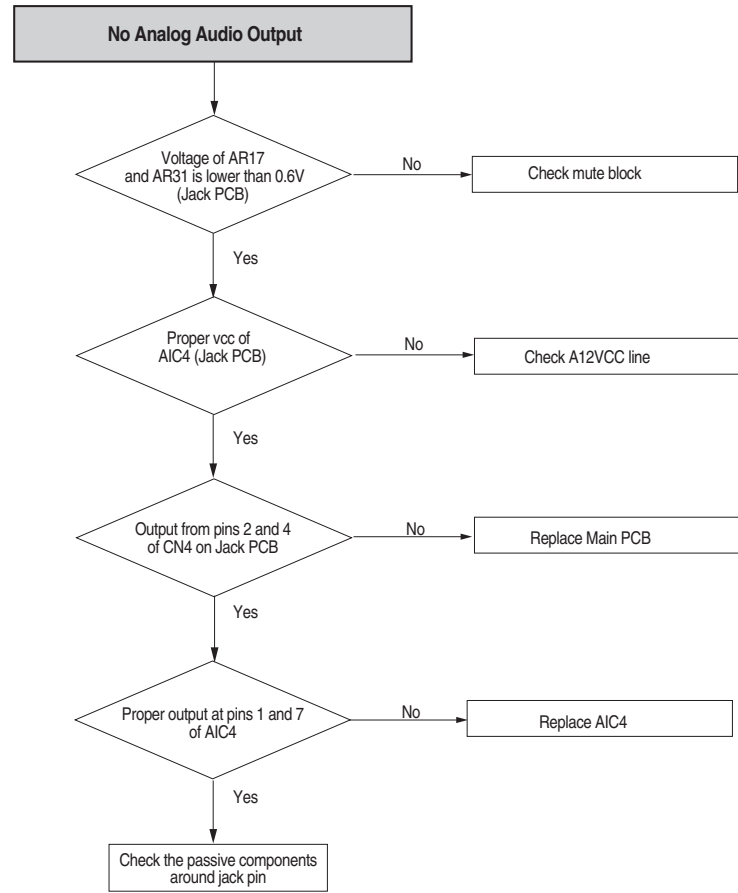 No Analog Audio Output
Voltage of AR17
and AR31 is lower than 0.6V
(Jack PCB)
No
Check mute block
Yes
Proper vcc of
AIC4 (Jack PCB)
No
Check A12VCC line
Yes
Output from pins 2 and 4
of CN4 on Jack PCB
No
Replace Main PCB
Yes
Proper output at pins 1 and 7
of AIC4
No
Replace AIC4
Yes
Check the passive components
around jack pin